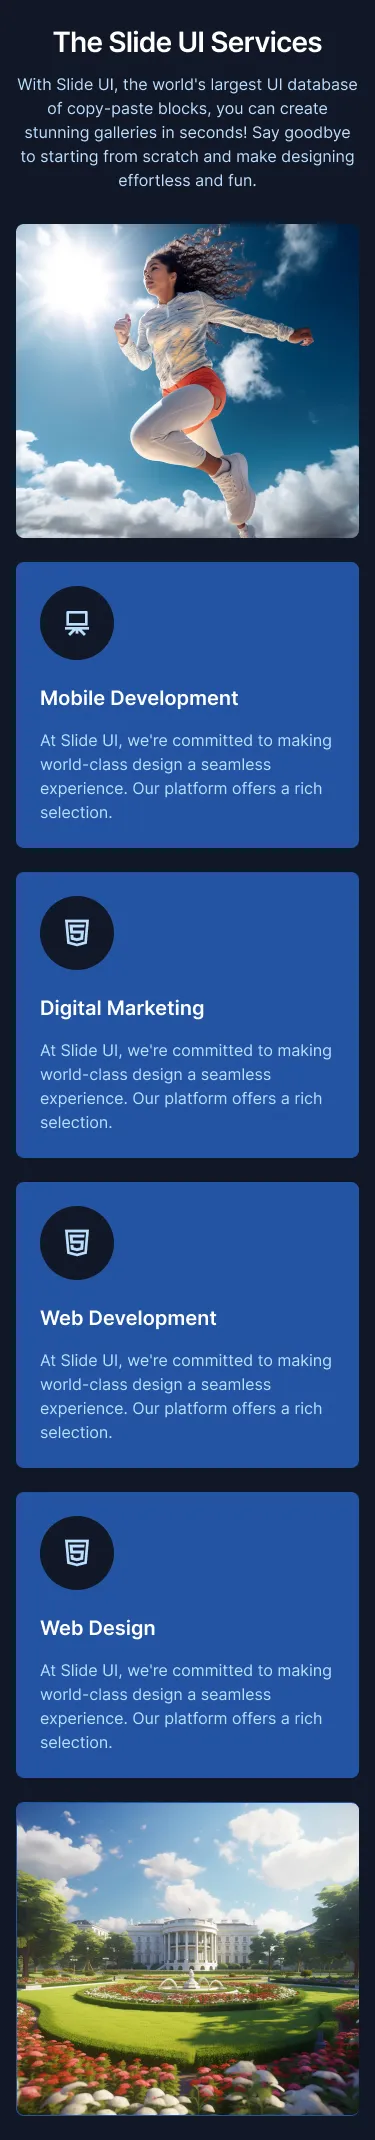 The Slide UI Services
With Slide UI, the world's largest UI database
of copy-paste blocks, you can create
stunning galleries in seconds! Say goodbye
to starting from scratch and make designing
effortless and fun.
Mobile Development
At Slide UI, we're committed to making
world-class design a seamless
experience. Our platform offers a rich
selection.
Digital Marketing
At Slide UI, we're committed to making
world-class design a seamless
experience. Our platform offers a rich
selection.
Web Development
At Slide UI, we're committed to making
world-class design a seamless
experience. Our platform offers a rich
selection.
Web Design
At Slide UI, we're committed to making
world-class design a seamless
experience. Our platform offers a rich
selection.